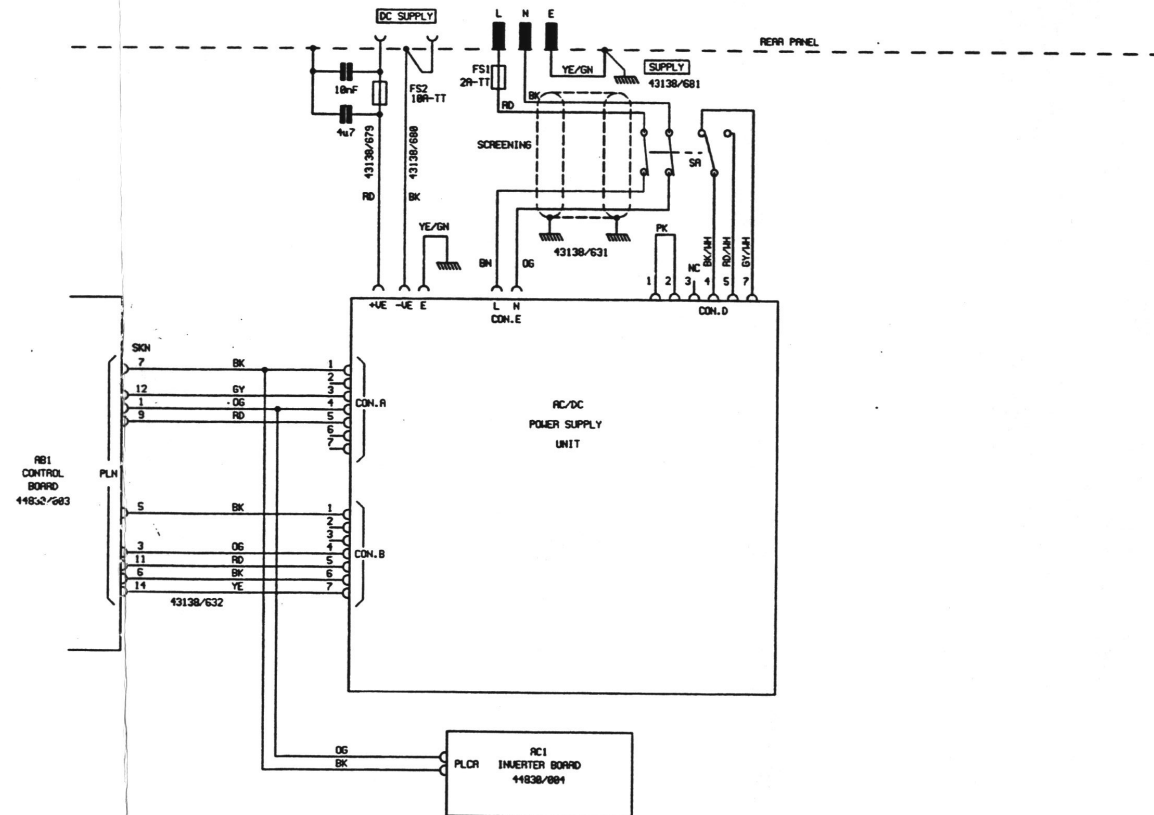 DC SUPPLY
L N E
REAR PANEL
FS1
2A-TT
YE/GN
SUPPLY
43138/681
10nF
FS2
10A-TT
BK
RD
4u7
43138/679
43138/680
SCREENING
SA
RD
BK
YE/GN
43138/631
PK
BK/WH
RD/WH
GY/WH
BN
OG
NC
1 2 3 4 5 7
+VE -VE E
L N
CON.E
CON.D
SKN
7 BK 1
2
12 GY 3
1 OG 4
9 RD 5
6
7
CON.A
AC/DC
POWER SUPPLY
UNIT
AB1
CONTROL
BOARD
PLN
5 BK 1
2
3
3 OG 4
11 RD 5
6 BK 6
14 YE 7
CON.B
43138/632
OG
BK
PLCA
AC1
INVERTER BOARD
44830/004